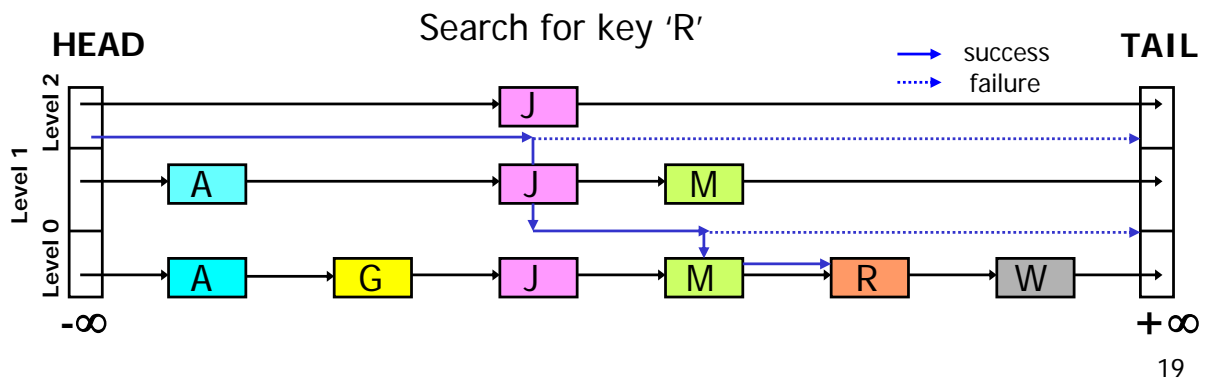 Search for key ‘R’
HEAD
TAIL
success
failure
Level 2
J
Level 1
A
J
M
Level 0
A
G
J
M
R
W
-∞
+∞
19